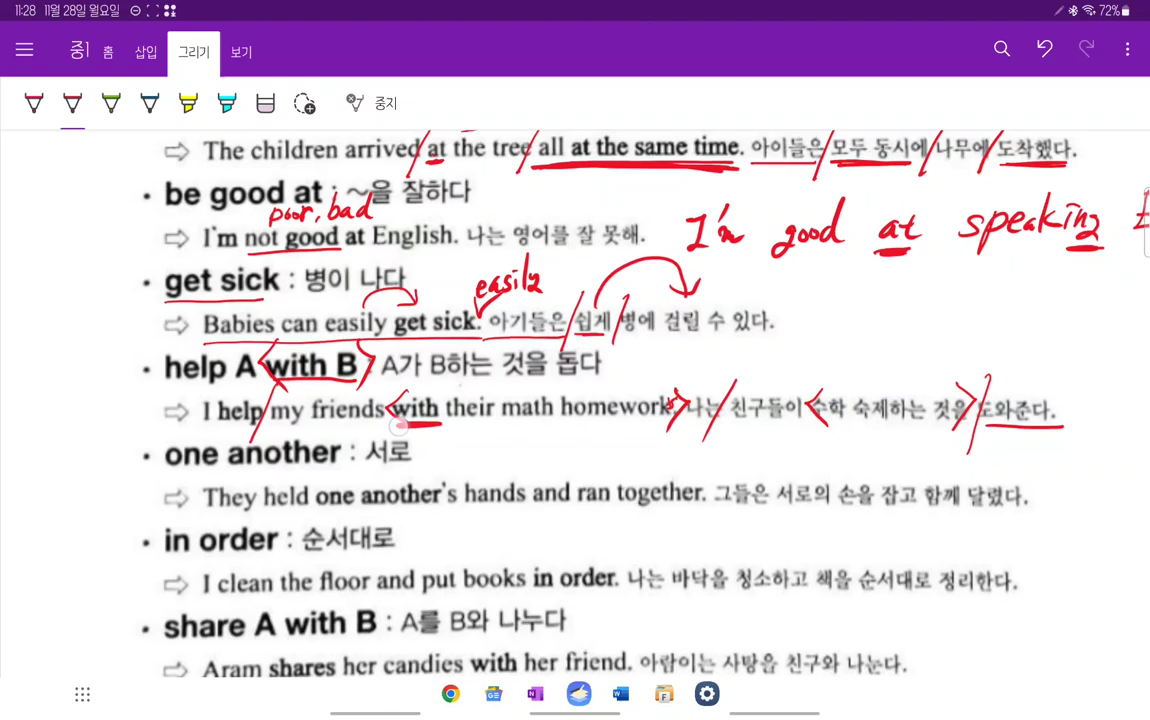 11:28 11월 28일 월요일 72%
중1 홈 삽입 그리기 보기
중지
⇨ The children arrived at the tree all at the same time. 아이들은 모두 동시에 나무에 도착했다.
· be good at : ~을 잘하다
poor, bad
I'm good at speaking
⇨ I'm not good at English. 나는 영어를 잘 못해.
· get sick : 병이 나다
easily
⇨ Babies can easily get sick. 아기들은 쉽게 병에 걸릴 수 있다.
· help A with B : A가 B하는 것을 돕다
⇨ I help my friends with their math homework. 나는 친구들이 수학 숙제하는 것을 도와준다.
· one another : 서로
⇨ They held one another's hands and ran together. 그들은 서로의 손을 잡고 함께 달렸다.
· in order : 순서대로
⇨ I clean the floor and put books in order. 나는 바닥을 청소하고 책을 순서대로 정리한다.
· share A with B : A를 B와 나누다
⇨ Aram shares her candies with her friend. 아람이는 사탕을 친구와 나눈다.